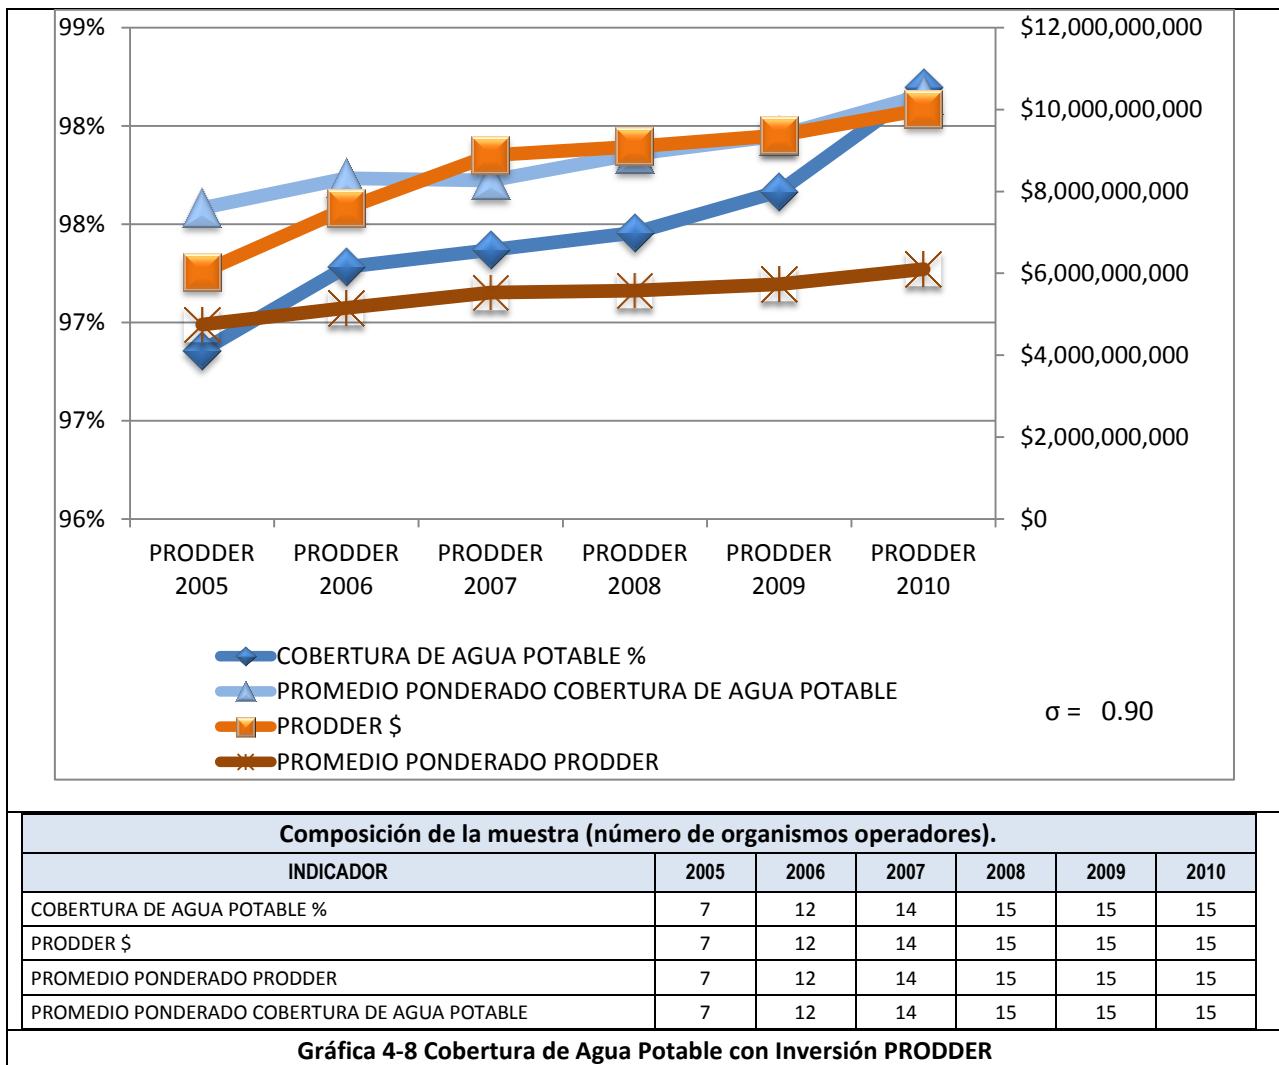 99%
98%
98%
97%
97%
96%
$12,000,000,000
$10,000,000,000
$8,000,000,000
$6,000,000,000
$4,000,000,000
$2,000,000,000
$0
PRODDER 2005
PRODDER 2006
PRODDER 2007
PRODDER 2008
PRODDER 2009
PRODDER 2010
COBERTURA DE AGUA POTABLE %
PROMEDIO PONDERADO COBERTURA DE AGUA POTABLE
PRODDER $
PROMEDIO PONDERADO PRODDER
σ = 0.90
Composición de la muestra (número de organismos operadores).
INDICADOR 2005 2006 2007 2008 2009 2010
COBERTURA DE AGUA POTABLE % 7 12 14 15 15 15
PRODDER $ 7 12 14 15 15 15
PROMEDIO PONDERADO PRODDER 7 12 14 15 15 15
PROMEDIO PONDERADO COBERTURA DE AGUA POTABLE 7 12 14 15 15 15
Gráfica 4-8 Cobertura de Agua Potable con Inversión PRODDER